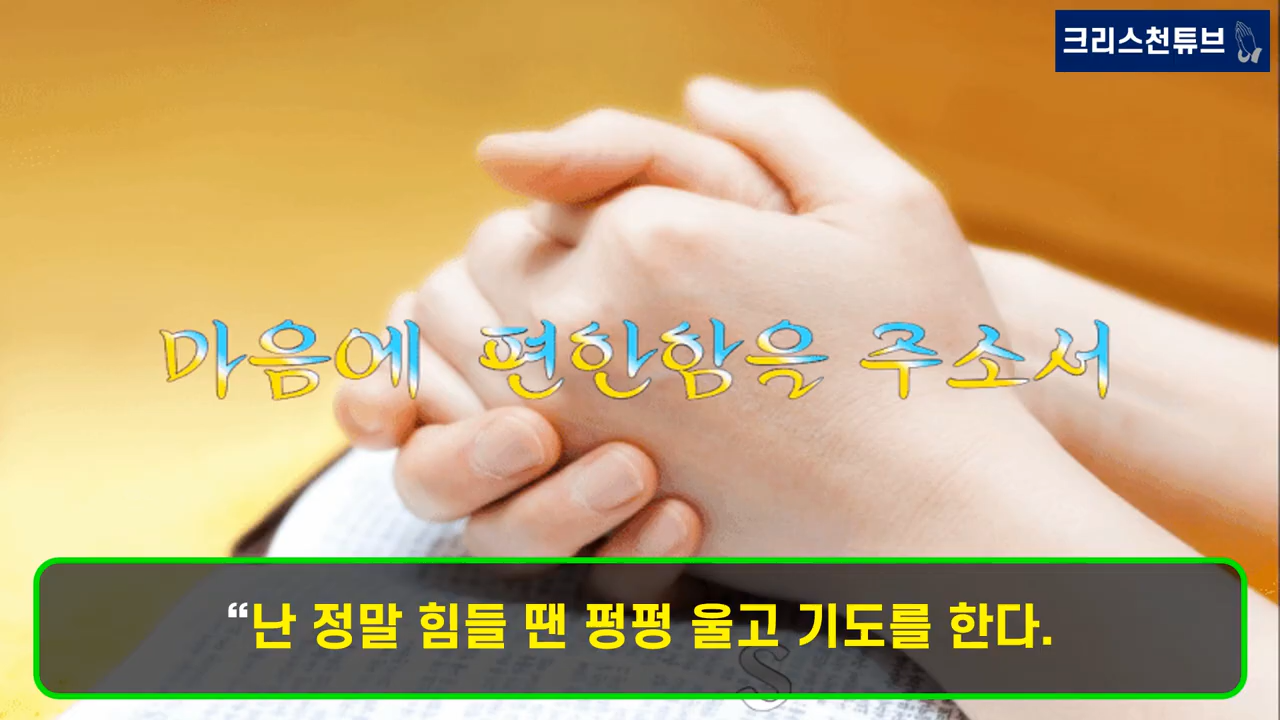 크리스천튜브
마음에 편안함을 주소서
“난 정말 힘들 땐 펑펑 울고 기도를 한다.
S